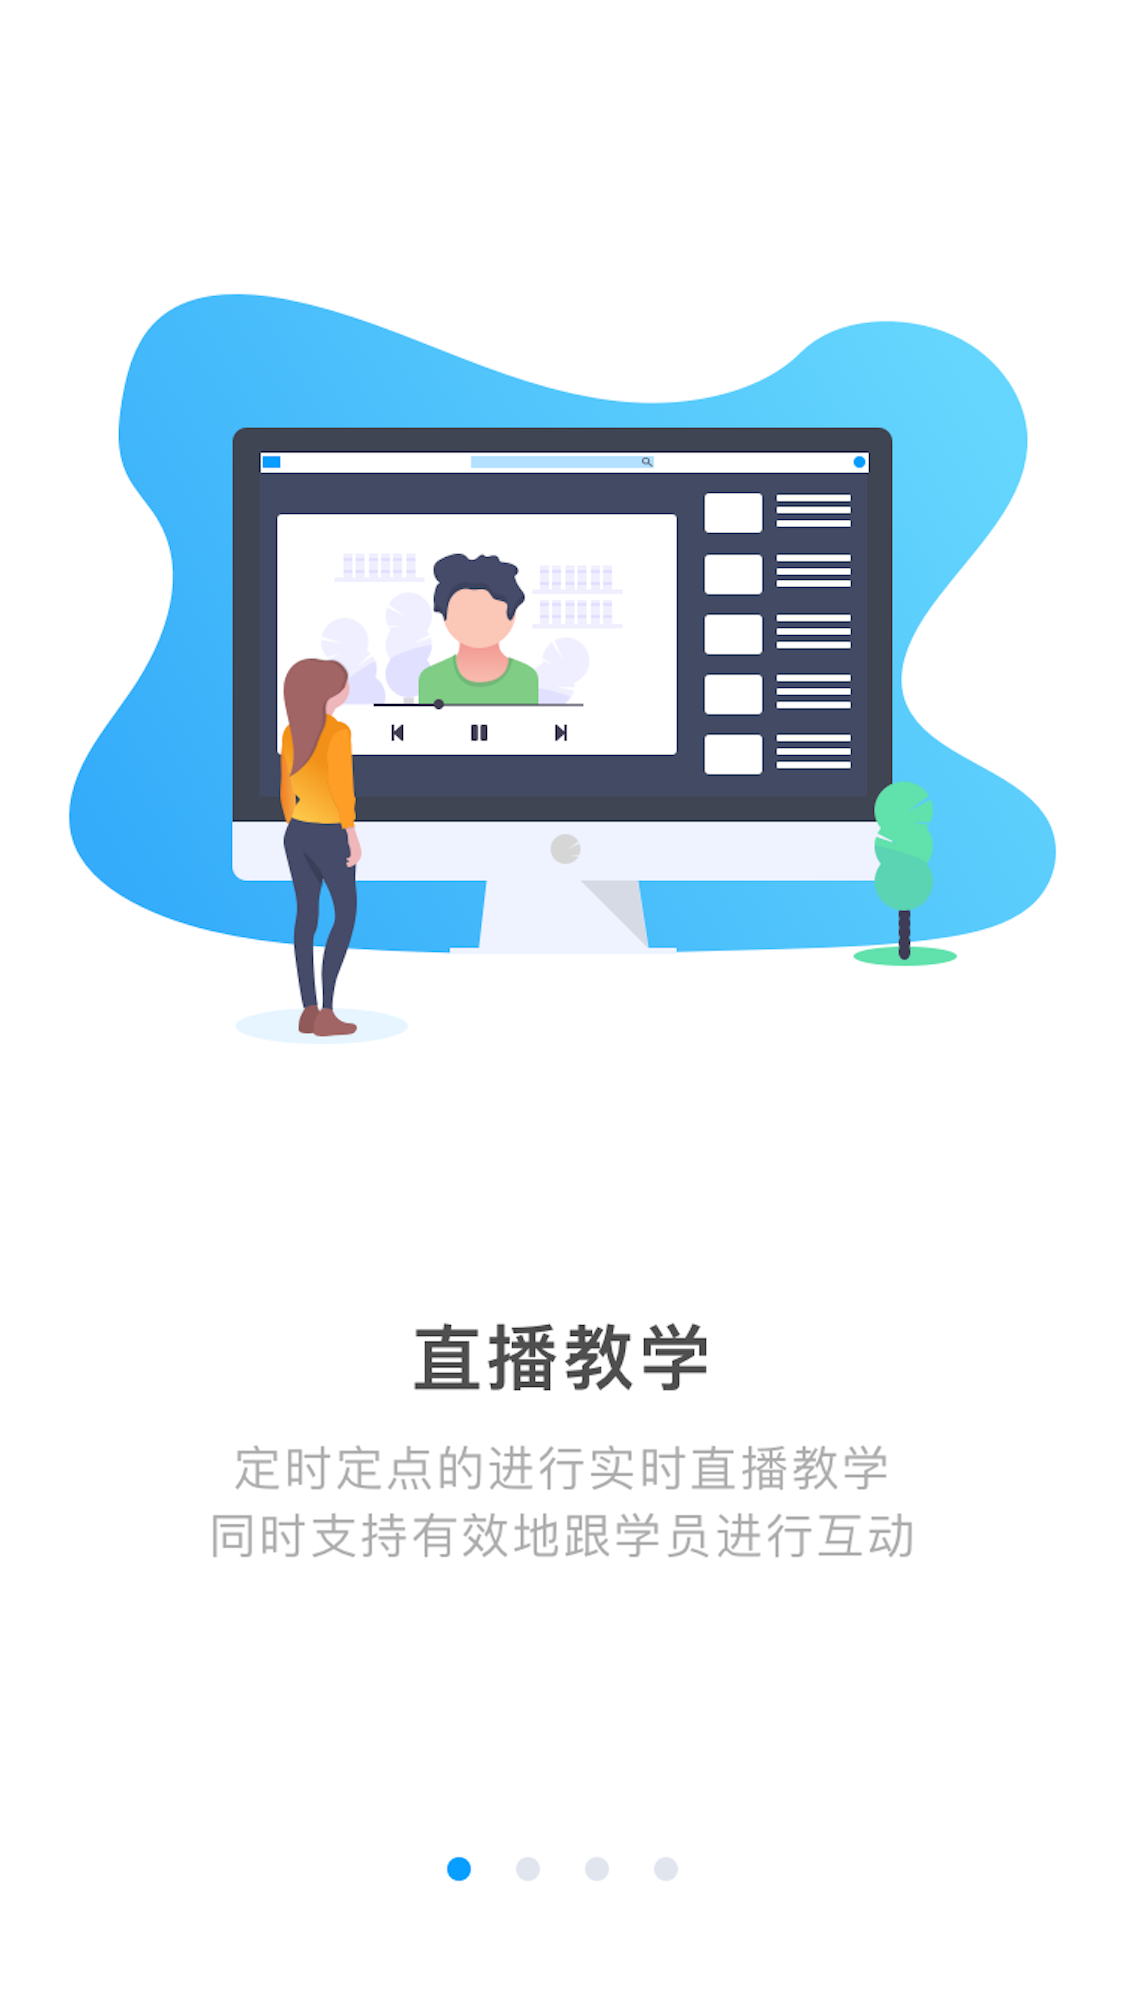 直播教学
定时定点的进行实时直播教学
同时支持有效地跟学员进行互动